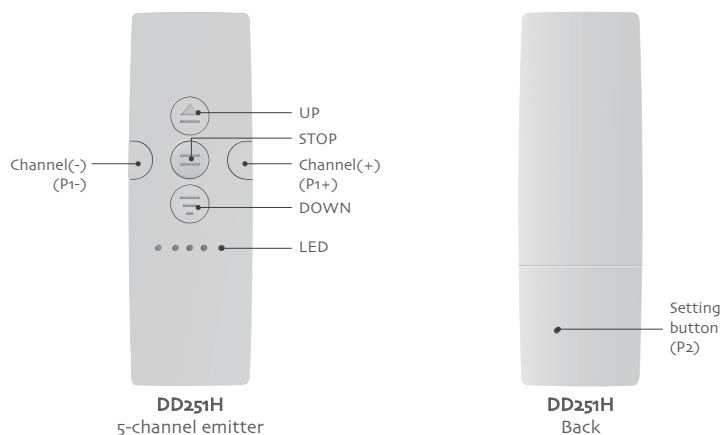 UP
STOP
Channel(-)
(P1-)
Channel(+)
(P1+)
DOWN
LED
Setting
button
(P2)
DD251H
5-channel emitter
DD251H
Back